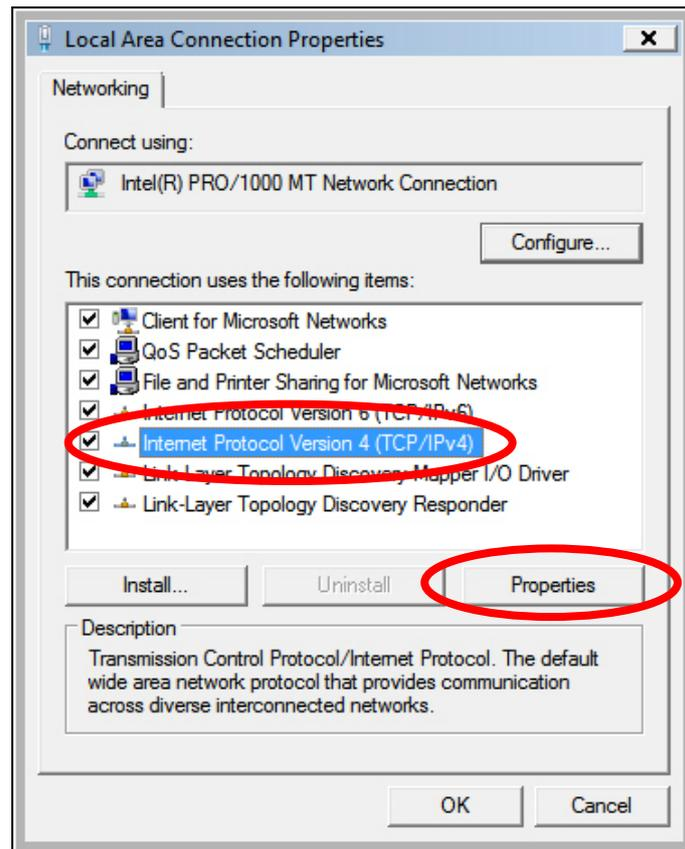 Local Area Connection Properties
Networking
Connect using:
Intel(R) PRO/1000 MT Network Connection
Configure...
This connection uses the following items:
Client for Microsoft Networks
QoS Packet Scheduler
File and Printer Sharing for Microsoft Networks
Internet Protocol Version 6 (TCP/IPv6)
Internet Protocol Version 4 (TCP/IPv4)
Link-Layer Topology Discovery Mapper I/O Driver
Link-Layer Topology Discovery Responder
Install... Uninstall Properties
Description
Transmission Control Protocol/Internet Protocol. The default
wide area network protocol that provides communication
across diverse interconnected networks.
OK Cancel